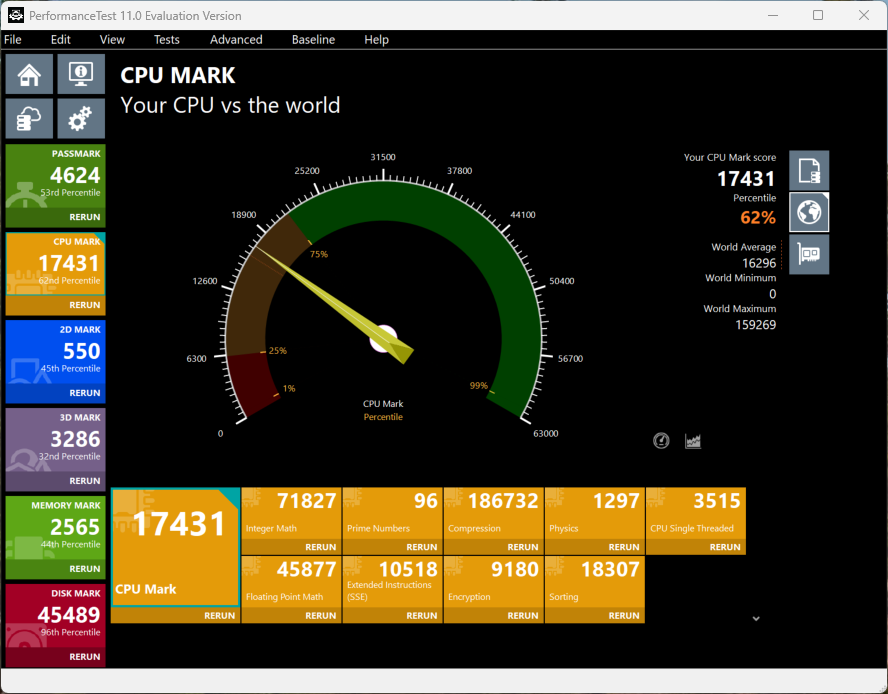 PerformanceTest 11.0 Evaluation Version
File Edit View Tests Advanced Baseline Help
CPU MARK
Your CPU vs the world
PASSMARK
4624
53rd Percentile
RERUN
CPU MARK
17431
62nd Percentile
RERUN
2D MARK
550
45th Percentile
RERUN
3D MARK
3286
32nd Percentile
RERUN
MEMORY MARK
2565
44th Percentile
RERUN
DISK MARK
45489
96th Percentile
RERUN
0
6300
12600
18900
25200
31500
37800
44100
50400
56700
63000
1%
25%
75%
99%
CPU Mark
Percentile
Your CPU Mark score
17431
Percentile
62%
World Average
16296
World Minimum
0
World Maximum
159269
17431
CPU Mark
RERUN
71827
Integer Math
RERUN
96
Prime Numbers
RERUN
186732
Compression
RERUN
1297
Physics
RERUN
3515
CPU Single Threaded
RERUN
45877
Floating Point Math
RERUN
10518
Extended Instructions
(SSE)
RERUN
9180
Encryption
RERUN
18307
Sorting
RERUN